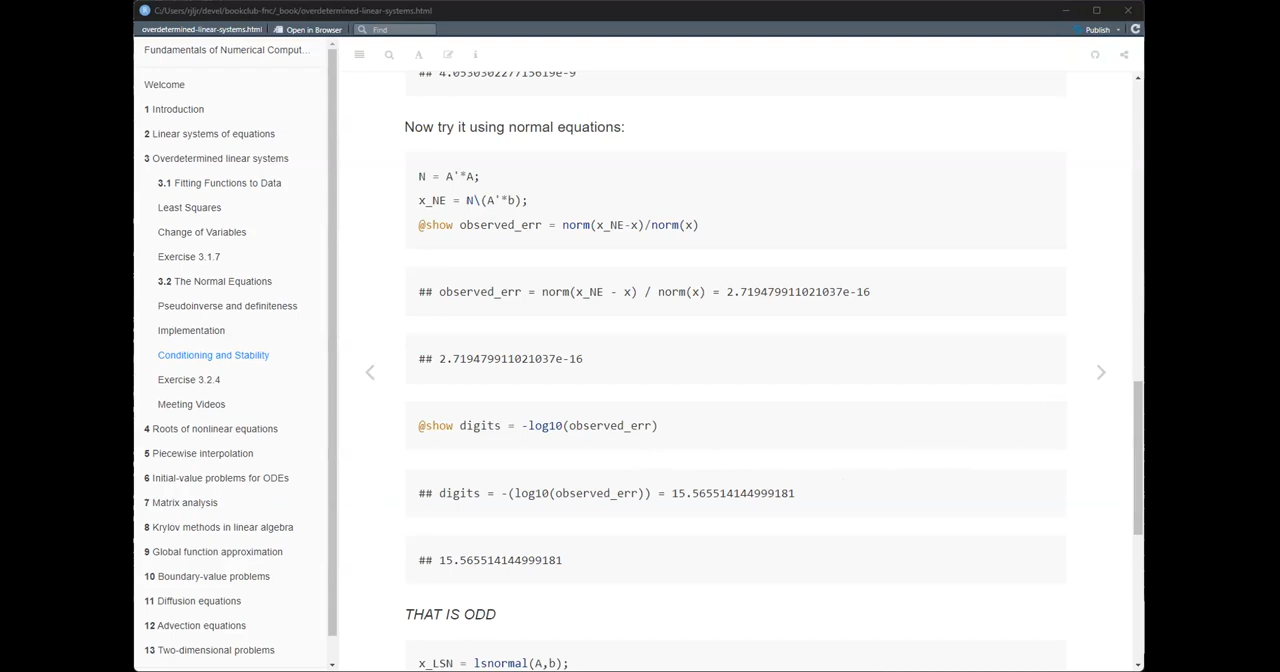 C:/Users/rjljr/devel/bookclub-fnc/_book/overdetermined-linear-systems.html
overdetermined-linear-systems.html
Open in Browser
Find
Publish
Fundamentals of Numerical Comput...
Welcome
1 Introduction
2 Linear systems of equations
3 Overdetermined linear systems
3.1 Fitting Functions to Data
Least Squares
Change of Variables
Exercise 3.1.7
3.2 The Normal Equations
Pseudoinverse and definiteness
Implementation
Conditioning and Stability
Exercise 3.2.4
Meeting Videos
4 Roots of nonlinear equations
5 Piecewise interpolation
6 Initial-value problems for ODEs
7 Matrix analysis
8 Krylov methods in linear algebra
9 Global function approximation
10 Boundary-value problems
11 Diffusion equations
12 Advection equations
13 Two-dimensional problems
## 4.053030227715619e-9
Now try it using normal equations:
N = A'*A;
x_NE = N\(A'*b);
@show observed_err = norm(x_NE-x)/norm(x)
## observed_err = norm(x_NE - x) / norm(x) = 2.719479911021037e-16
## 2.719479911021037e-16
@show digits = -log10(observed_err)
## digits = -(log10(observed_err)) = 15.565514144999181
## 15.565514144999181
THAT IS ODD
x_LSN = lsnormal(A,b);